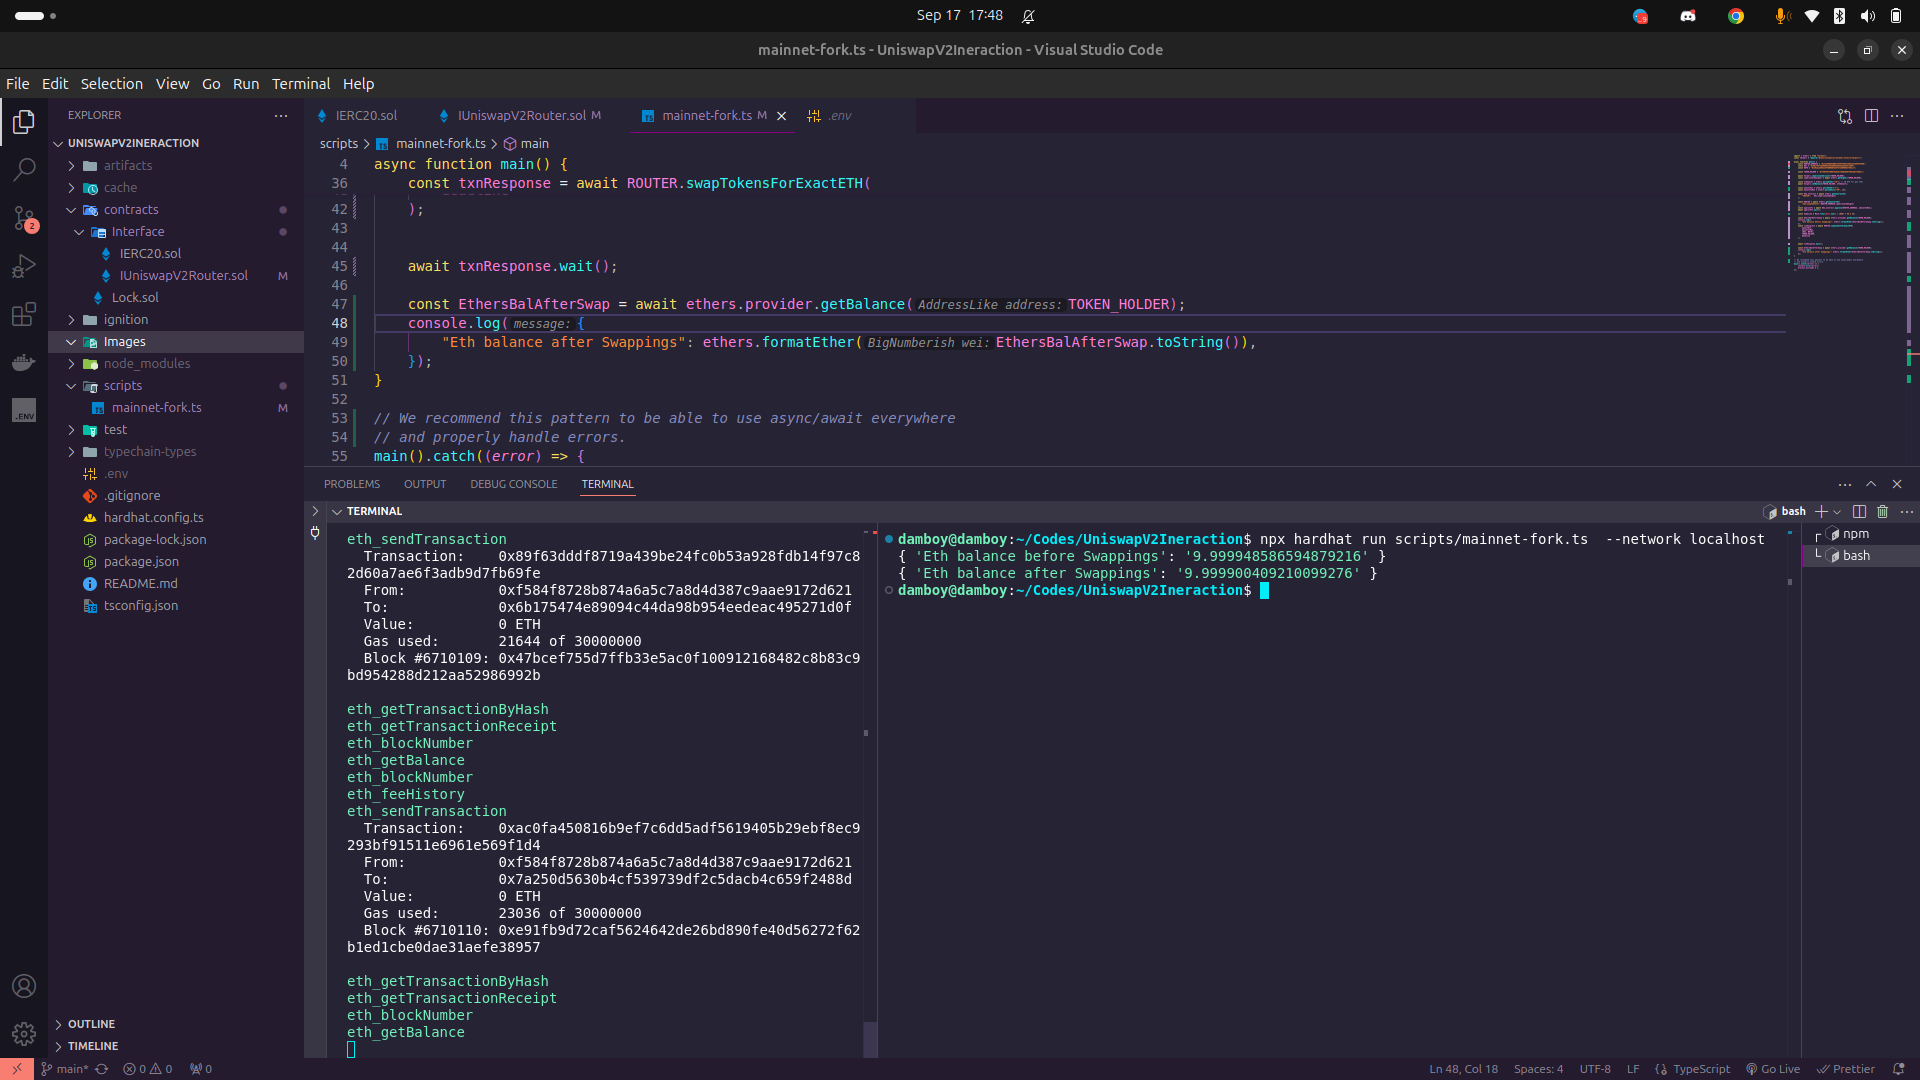 Sep 17 17:48
mainnet-fork.ts - UniswapV2Ineraction - Visual Studio Code
File Edit Selection View Go Run Terminal Help
EXPLORER
UNISWAPV2INERACTION
artifacts
cache
contracts
Interface
IERC20.sol
IUniswapV2Router.sol M
Lock.sol
ignition
Images
node_modules
scripts
mainnet-fork.ts M
test
typechain-types
.env
.gitignore
hardhat.config.ts
package-lock.json
package.json
README.md
tsconfig.json
OUTLINE
TIMELINE
2
.ENV
IERC20.sol IUniswapV2Router.sol M mainnet-fork.ts M .env
scripts > mainnet-fork.ts > main
4 async function main() {
36 const txnResponse = await ROUTER.swapTokensForExactETH(
42 );
43
44
45 await txnResponse.wait();
46
47 const EthersBalAfterSwap = await ethers.provider.getBalance(AddressLike address: TOKEN_HOLDER);
48 console.log(message: {
49 "Eth balance after Swappings": ethers.formatEther(BigNumberish wei: EthersBalAfterSwap.toString()),
50 });
51 }
52
53 // We recommend this pattern to be able to use async/await everywhere
54 // and properly handle errors.
55 main().catch((error) => {
PROBLEMS OUTPUT DEBUG CONSOLE TERMINAL
TERMINAL
bash
eth_sendTransaction
Transaction: 0x89f63dddf8719a439be24fc0b53a928fdb14f97c8
2d60a7ae6f3adb9d7fb69fe
From: 0xf584f8728b874a6a5c7a8d4d387c9aae9172d621
To: 0x6b175474e89094c44da98b954eedeac495271d0f
Value: 0 ETH
Gas used: 21644 of 30000000
Block #6710109: 0x47bcef755d7ffb33e5ac0f100912168482c8b83c9
bd954288d212aa52986992b
eth_getTransactionByHash
eth_getTransactionReceipt
eth_blockNumber
eth_getBalance
eth_blockNumber
eth_feeHistory
eth_sendTransaction
Transaction: 0xac0fa450816b9ef7c6dd5adf5619405b29ebf8ec9
293bf91511e6961e569f1d4
From: 0xf584f8728b874a6a5c7a8d4d387c9aae9172d621
To: 0x7a250d5630b4cf539739df2c5dacb4c659f2488d
Value: 0 ETH
Gas used: 23036 of 30000000
Block #6710110: 0xe91fb9d72caf5624642de26bd890fe40d56272f62
b1ed1cbe0dae31aefe38957
eth_getTransactionByHash
eth_getTransactionReceipt
eth_blockNumber
eth_getBalance
damboy@damboy:~/Codes/UniswapV2Ineraction$ npx hardhat run scripts/mainnet-fork.ts --network localhost
{ 'Eth balance before Swappings': '9.999948586594879216' }
{ 'Eth balance after Swappings': '9.999900409210099276' }
damboy@damboy:~/Codes/UniswapV2Ineraction$
npm
bash
main* 0 0 0
Ln 48, Col 18 Spaces: 4 UTF-8 LF TypeScript Go Live Prettier